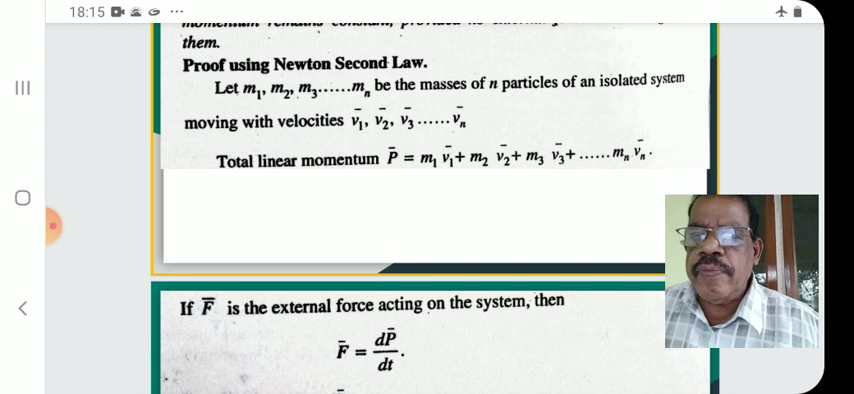 18:15
them.
Proof using Newton Second Law.
Let m₁, m₂, m₃......mₙ be the masses of n particles of an isolated system
moving with velocities v̄₁, v̄₂, v̄₃ ...... v̄ₙ
Total linear momentum P̄ = m₁ v̄₁+ m₂ v̄₂+ m₃ v̄₃+ ...... mₙ v̄ₙ.
If F̄ is the external force acting on the system, then
F̄ = dP̄/dt.